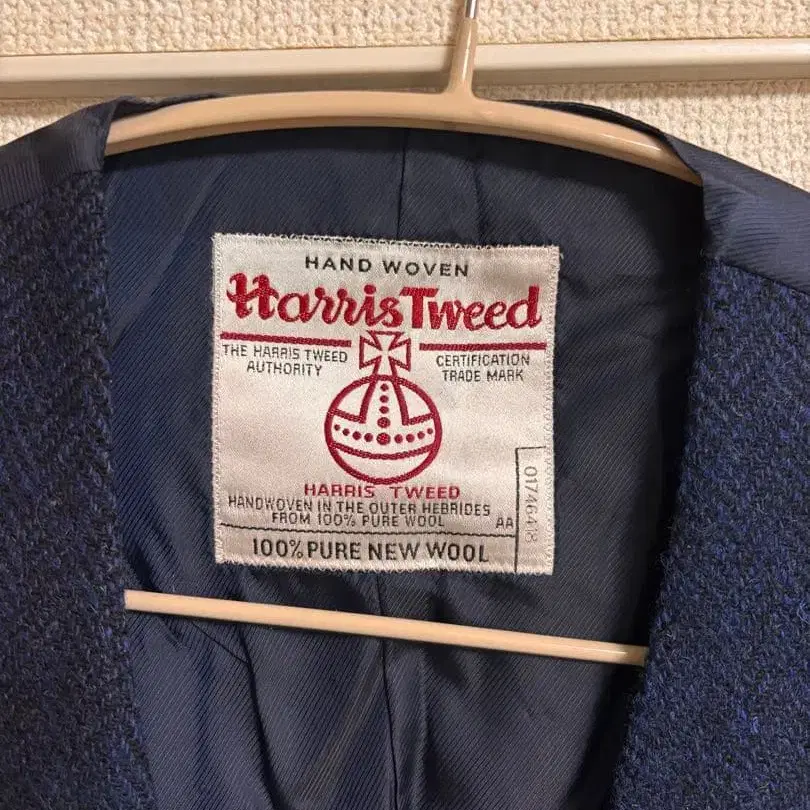 HAND WOVEN
Harris Tweed
THE HARRIS TWEED
AUTHORITY
CERTIFICATION
TRADE MARK
HARRIS TWEED
HANDWOVEN IN THE OUTER HEBRIDES
FROM 100% PURE WOOL
AA
100% PURE NEW WOOL